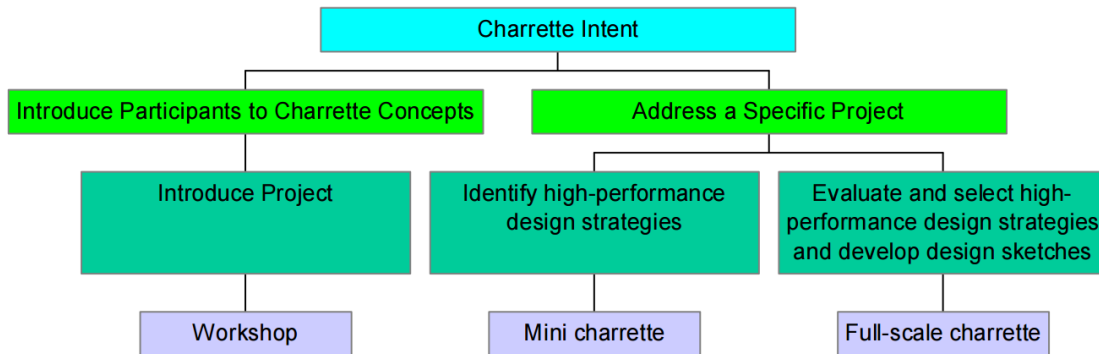 Charrette Intent
Introduce Participants to Charrette Concepts
Address a Specific Project
Introduce Project
Identify high-performance
design strategies
Evaluate and select high-
performance design strategies
and develop design sketches
Workshop
Mini charrette
Full-scale charrette